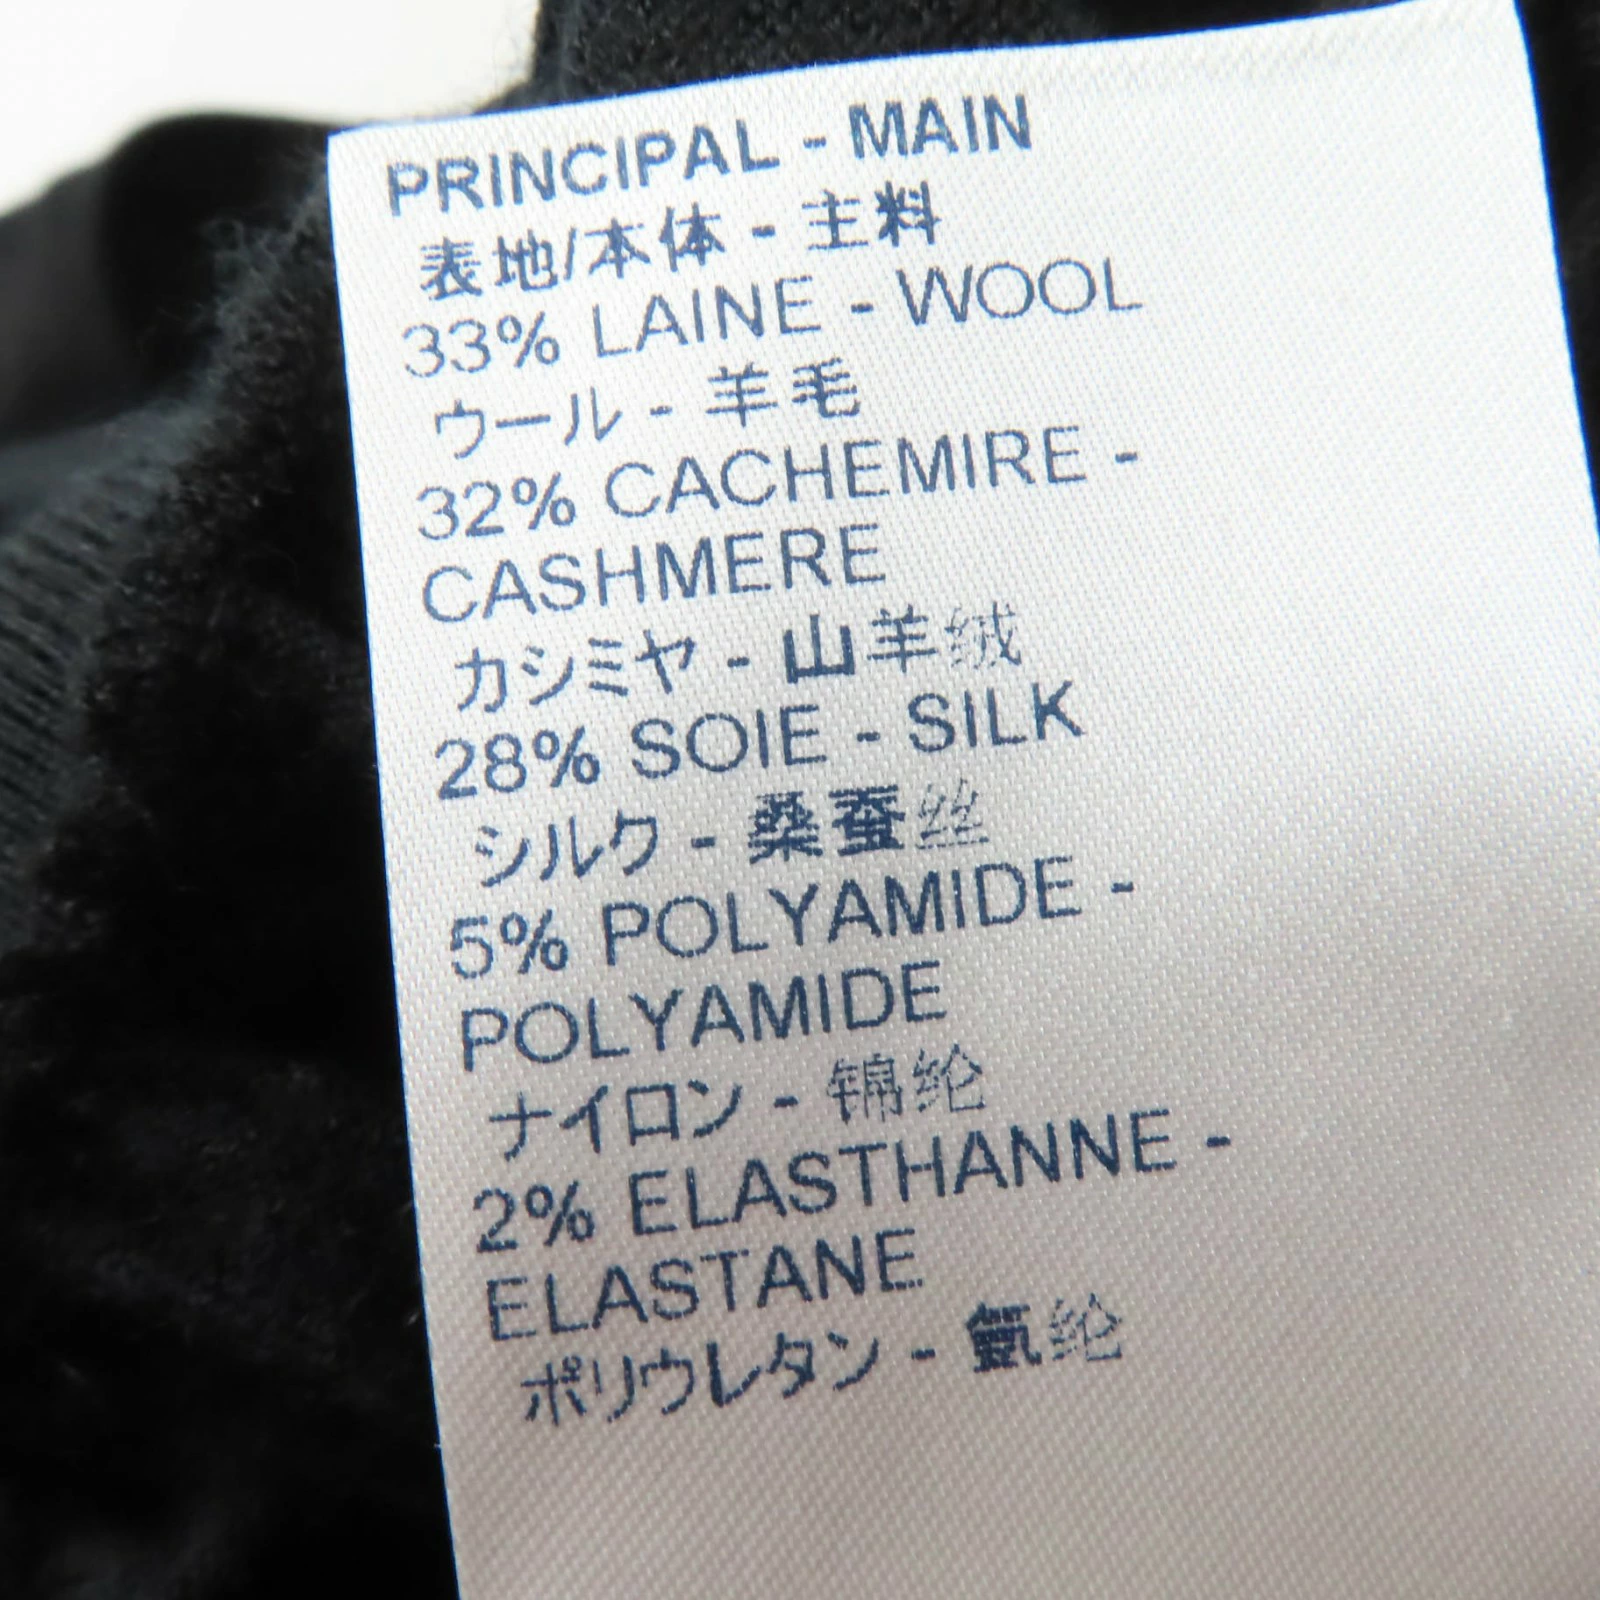 PRINCIPAL - MAIN
表地/本体 - 主料
33% LAINE - WOOL
ウール - 羊毛
32% CACHEMIRE -
CASHMERE
カシミヤ - 山羊绒
28% SOIE - SILK
シルク - 桑蚕丝
5% POLYAMIDE -
POLYAMIDE
ナイロン - 锦纶
2% ELASTHANNE -
ELASTANE
ポリウレタン - 氨纶